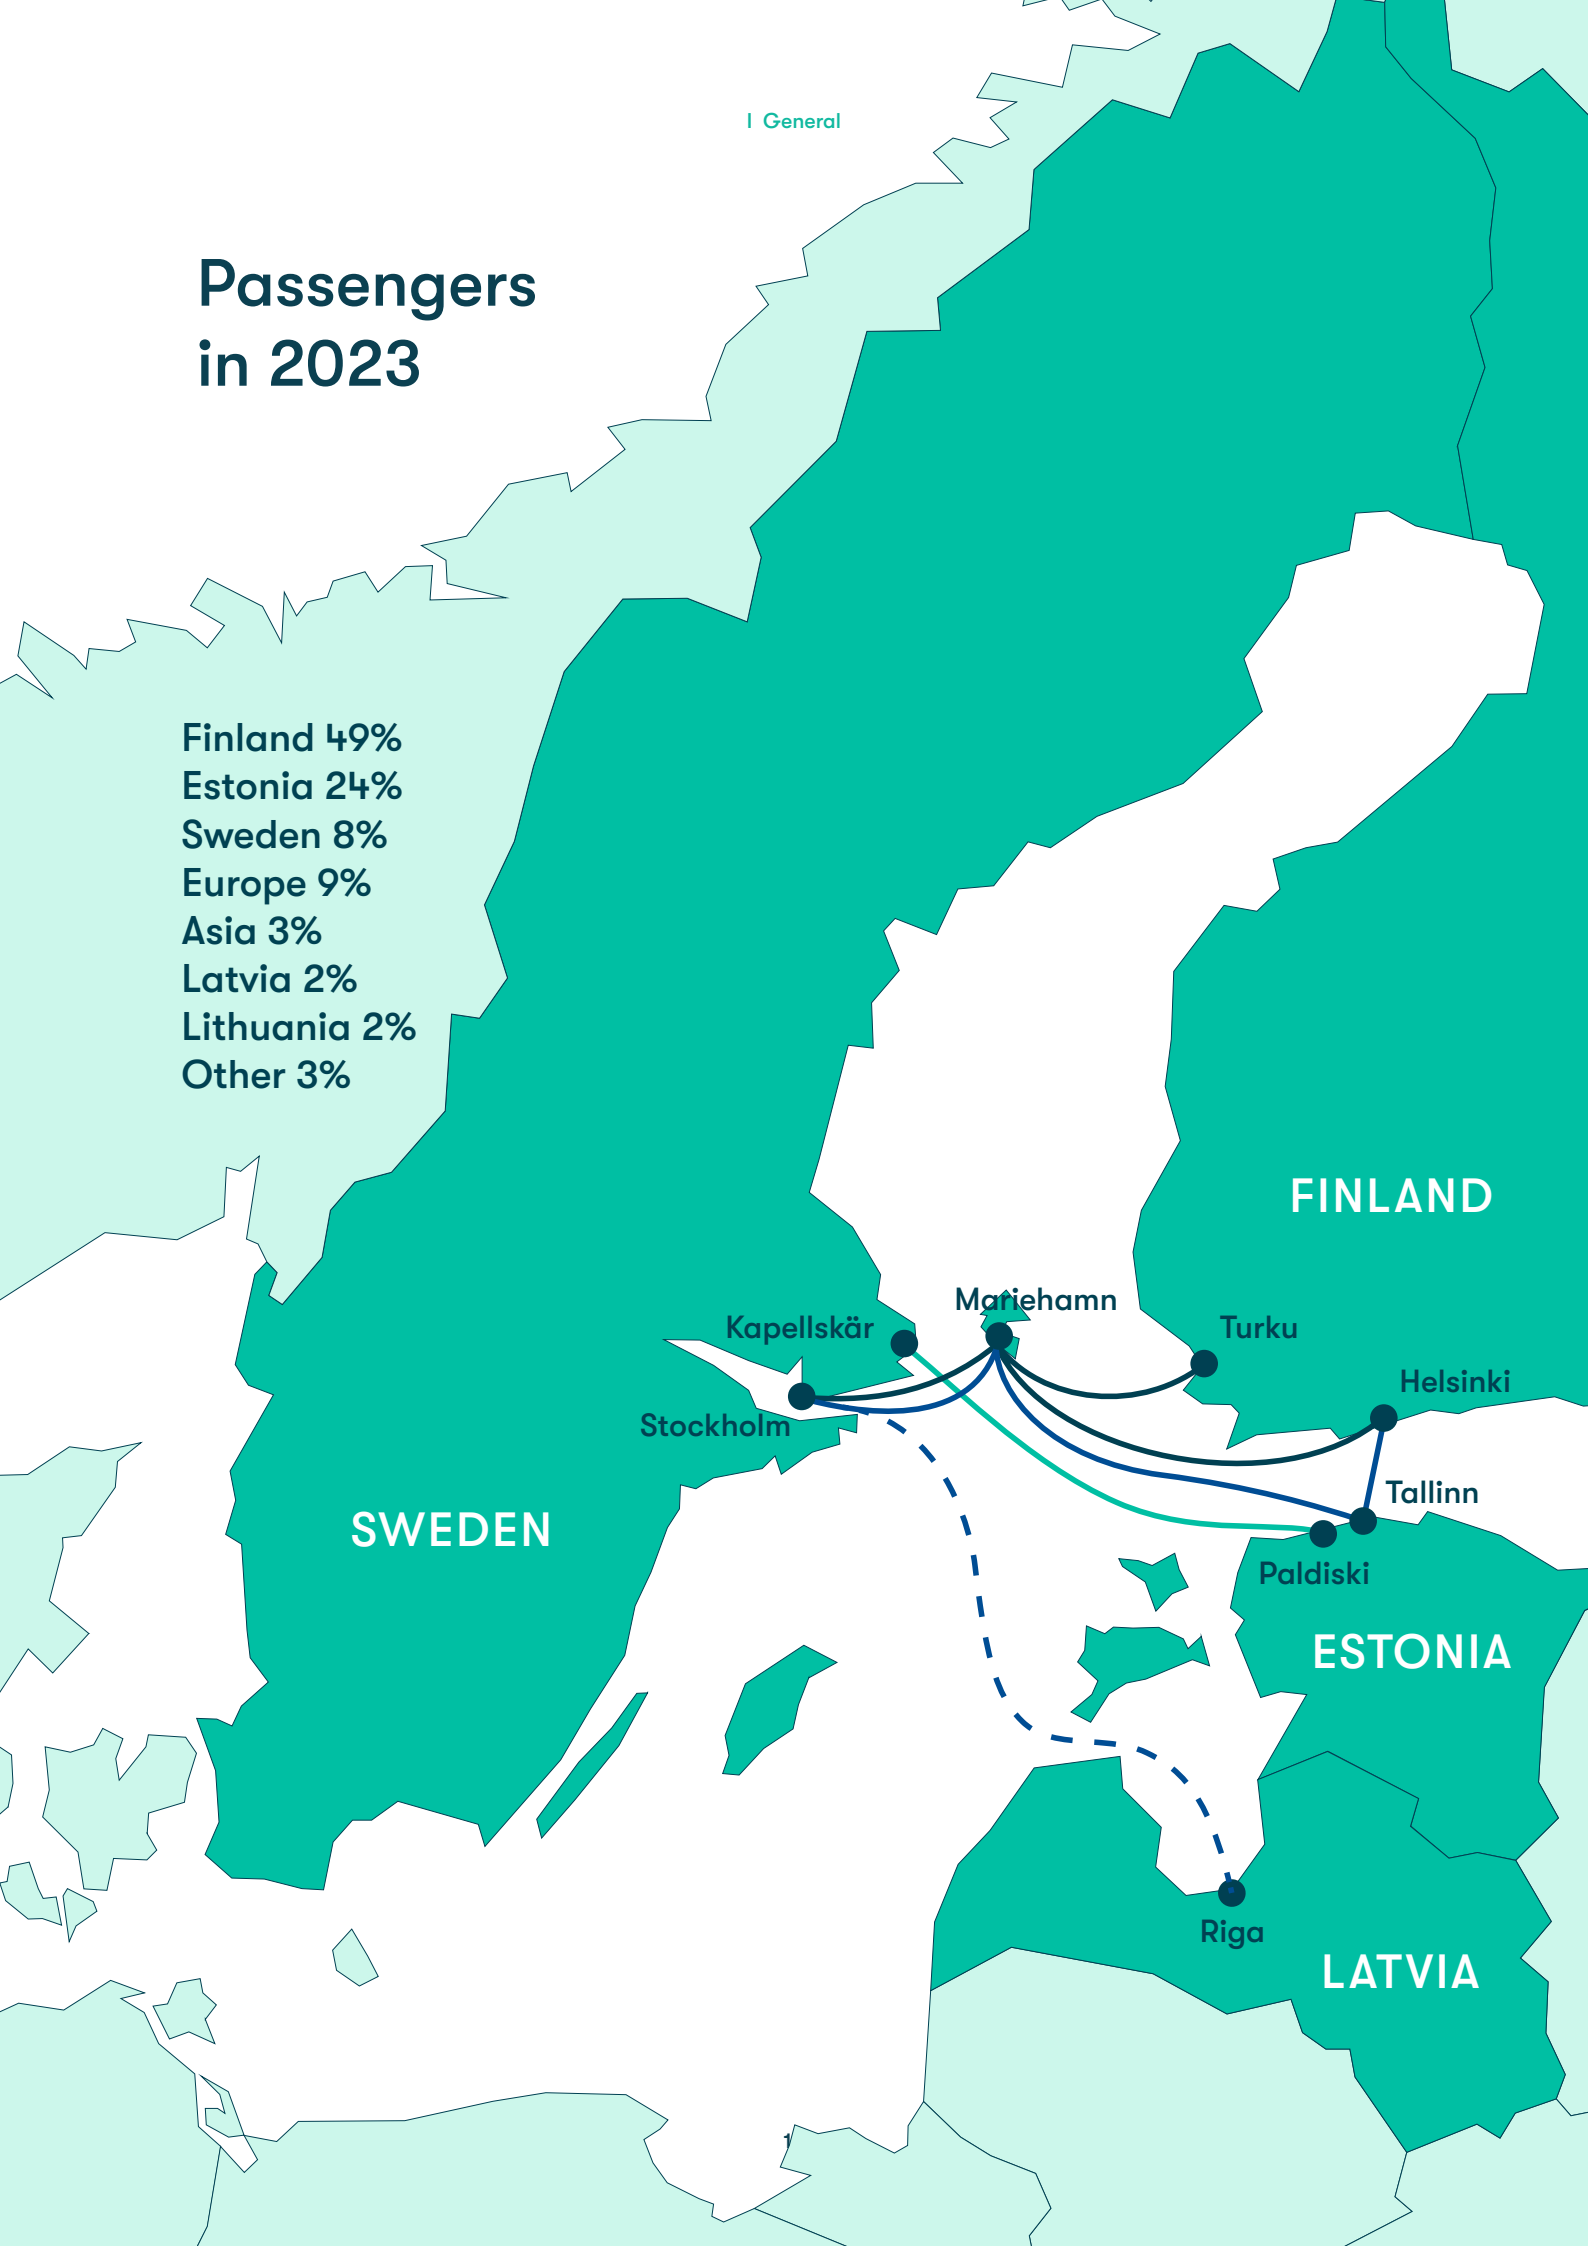 I General
Passengers
in 2023
Finland 49%
Estonia 24%
Sweden 8%
Europe 9%
Asia 3%
Latvia 2%
Lithuania 2%
Other 3%
FINLAND
Mariehamn
Kapellskär
Turku
Helsinki
Stockholm
Tallinn
SWEDEN
Paldiski
ESTONIA
Riga
LATVIA